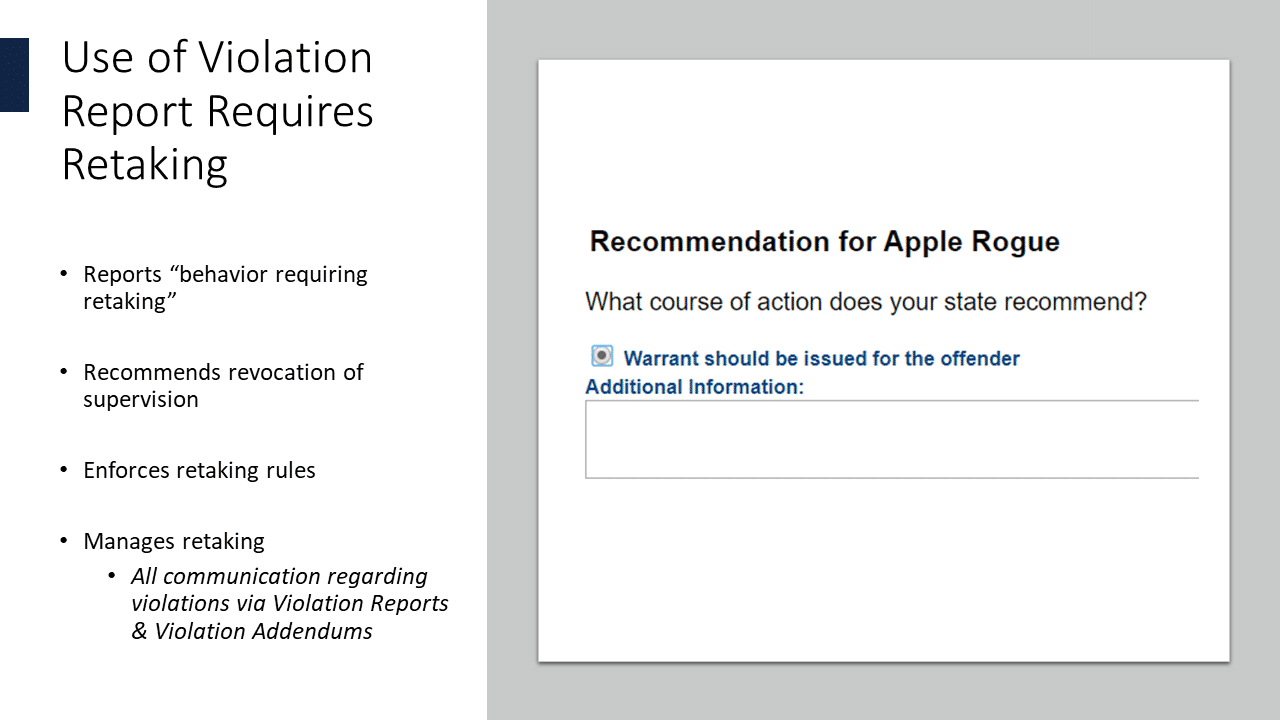 Use of Violation
Report Requires
Retaking
• Reports “behavior requiring
retaking”
• Recommends revocation of
supervision
• Enforces retaking rules
• Manages retaking
• All communication regarding
violations via Violation Reports
& Violation Addendums
Recommendation for Apple Rogue
What course of action does your state recommend?
Warrant should be issued for the offender
Additional Information: